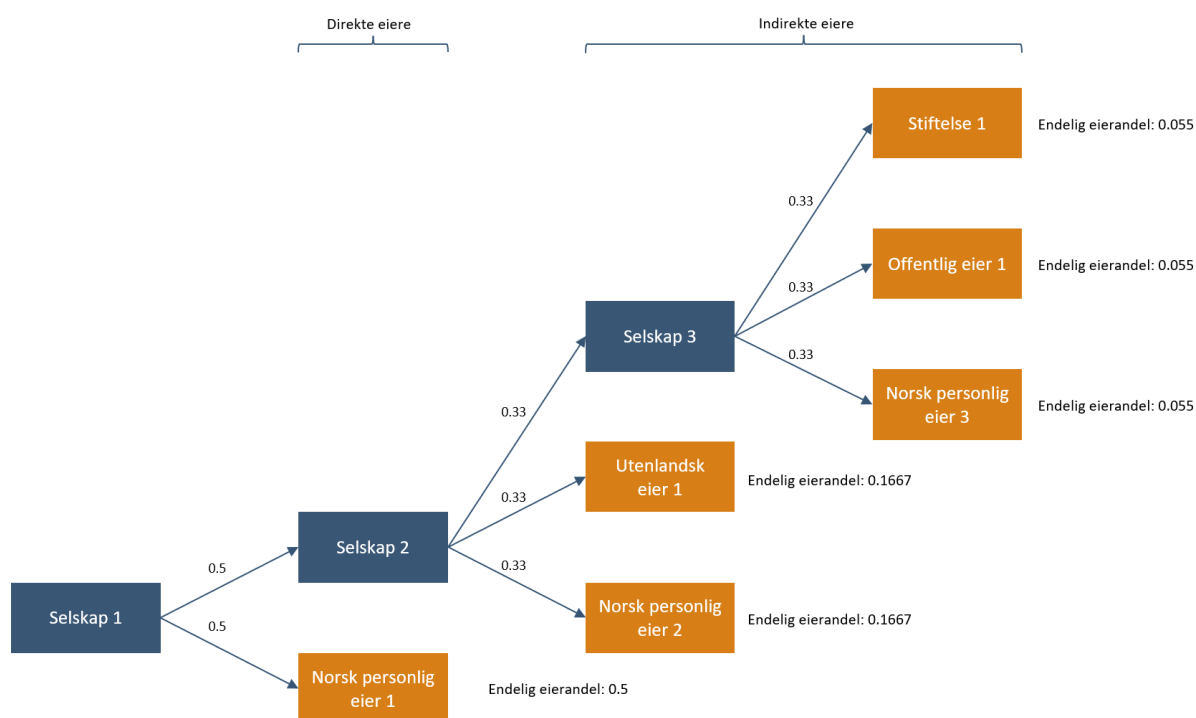 Direkte eiere
Indirekte eiere
Stiftelse 1
Endelig eierandel: 0.055
0.33
Offentlig eier 1
Endelig eierandel: 0.055
0.33
Selskap 3
0.33
Norsk personlig
eier 3
Endelig eierandel: 0.055
0.33
Utenlandsk
eier 1
Endelig eierandel: 0.1667
0.33
Selskap 2
0.33
0.5
Norsk personlig
eier 2
Endelig eierandel: 0.1667
Selskap 1
0.5
Norsk personlig
eier 1
Endelig eierandel: 0.5